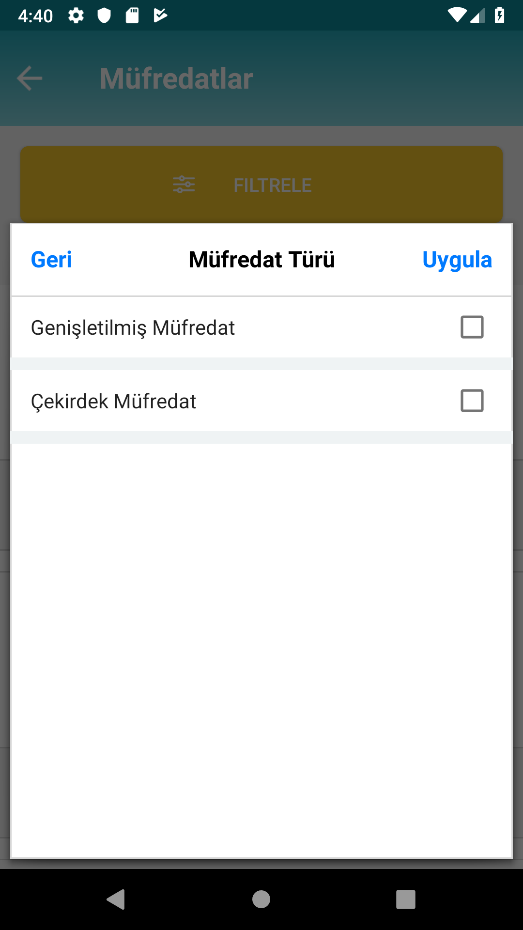 4:40
Müfredatlar
FILTRELE
Geri Müfredat Türü Uygula
Genişletilmiş Müfredat
Çekirdek Müfredat